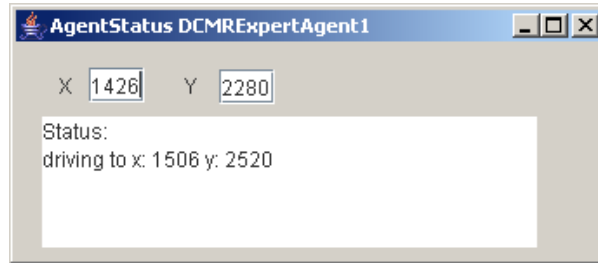 AgentStatus DCMRExpertAgent1
X 1426 Y 2280
Status:
driving to x: 1506 y: 2520